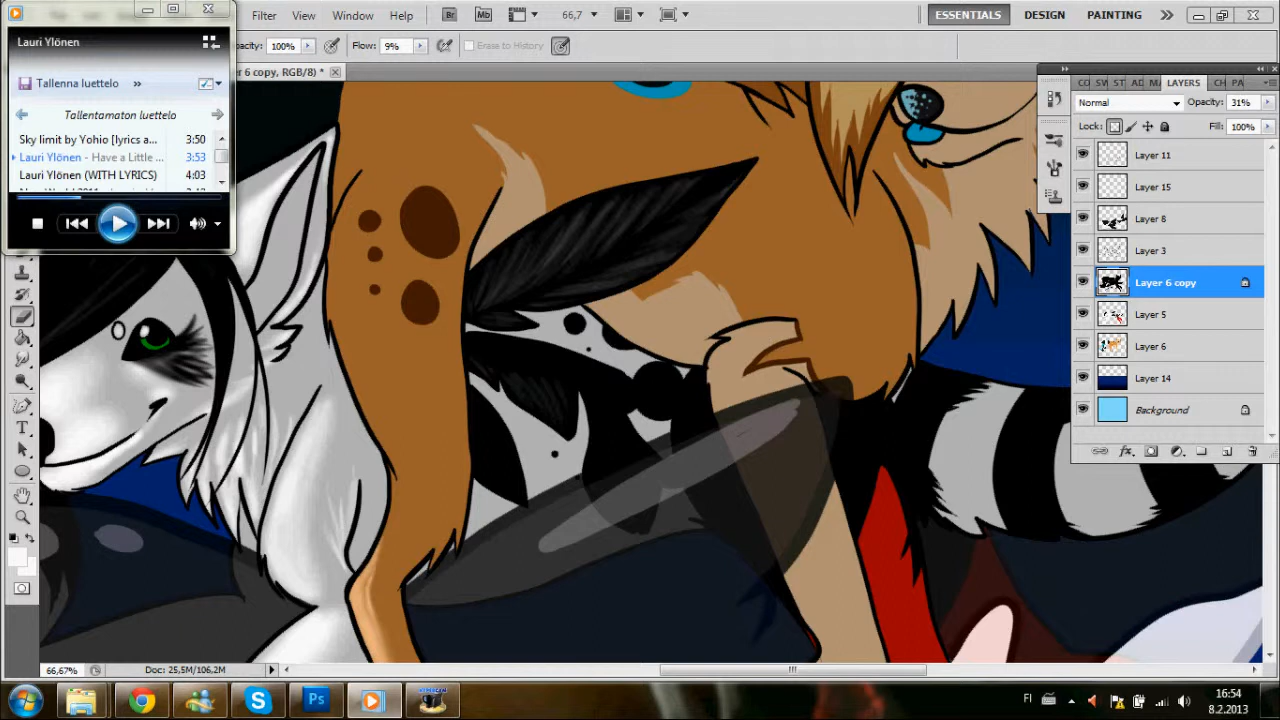 Filter View Window Help Br Mb 66,7 ESSENTIALS DESIGN PAINTING
Lauri Ylönen
100% Flow: 9% Erase to History
6 copy, RGB/8) *
Tallenna luettelo
Tallentamaton luettelo
Sky limit by Yohio [lyrics a... 3:50
Lauri Ylönen - Have a Little ... 3:53
Lauri Ylönen (WITH LYRICS) 4:03
LAYERS CH PA
Normal Opacity: 31%
Lock: Fill: 100%
Layer 11
Layer 15
Layer 8
Layer 3
Layer 6 copy
Layer 5
Layer 6
Layer 14
Background
66,67% Doc: 25,5M/106,2M
FI 16:54
8.2.2013